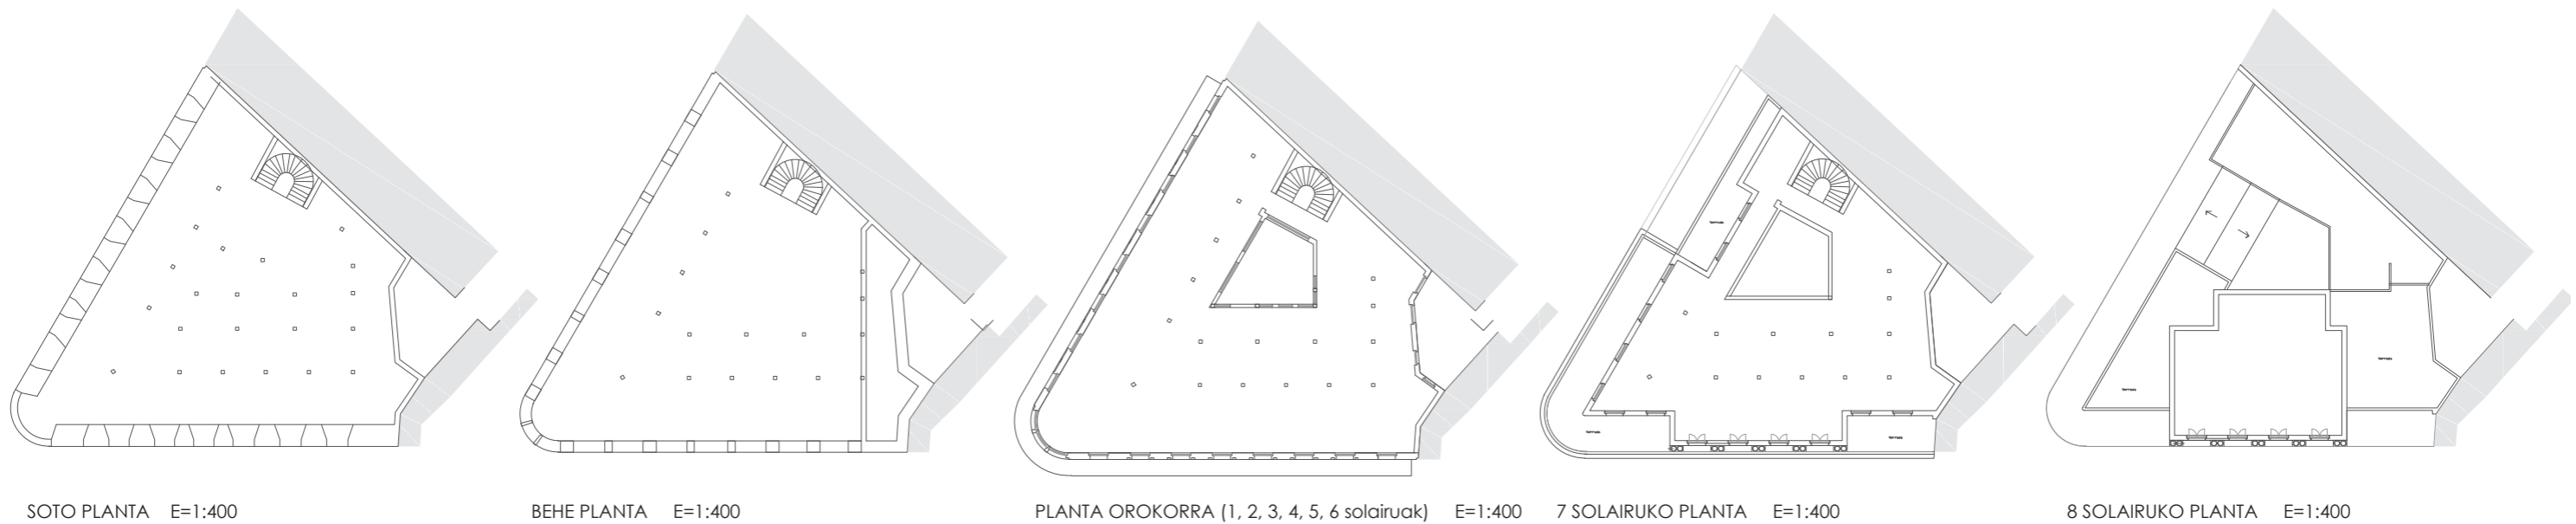 SOTO PLANTA E=1:400
BEHE PLANTA E=1:400
PLANTA OROKORRA (1, 2, 3, 4, 5, 6 solairuak) E=1:400
7 SOLAIRUKO PLANTA E=1:400
8 SOLAIRUKO PLANTA E=1:400